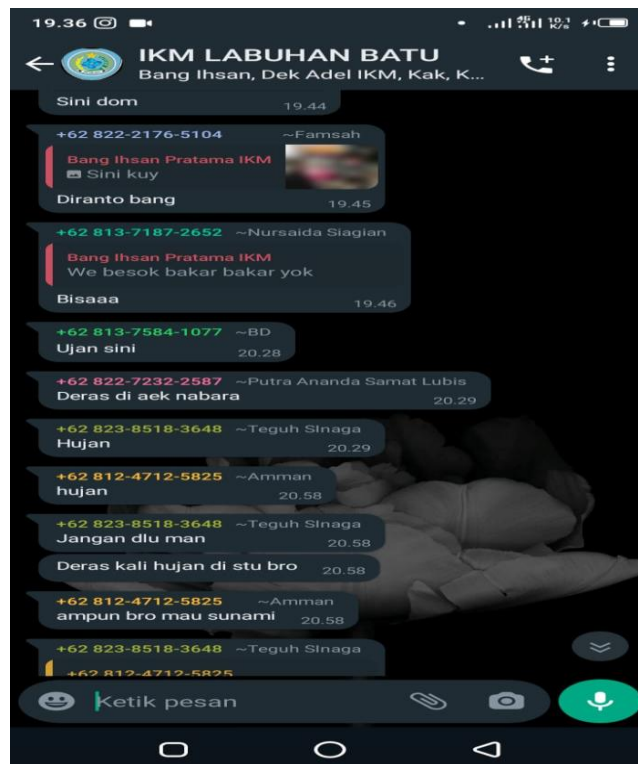 19.36
10.1 K/s
IKM LABUHAN BATU
Bang Ihsan, Dek Adel IKM, Kak, K...
Sini dom
19.44
+62 822-2176-5104 ~Famsah
Bang Ihsan Pratama IKM
Sini kuy
Diranto bang
19.45
+62 813-7187-2652 ~Nursaida Siagian
Bang Ihsan Pratama IKM
We besok bakar bakar yok
Bisaaa
19.46
+62 813-7584-1077 ~BD
Ujan sini
20.28
+62 822-7232-2587 ~Putra Ananda Samat Lubis
Deras di aek nabara
20.29
+62 823-8518-3648 ~Teguh SInaga
Hujan
20.29
+62 812-4712-5825 ~Amman
hujan
20.58
+62 823-8518-3648 ~Teguh SInaga
Jangan dlu man
20.58
Deras kali hujan di stu bro 20.58
+62 812-4712-5825 ~Amman
ampun bro mau sunami 20.58
+62 823-8518-3648 ~Teguh SInaga
+62 812-4712-5825
Ketik pesan